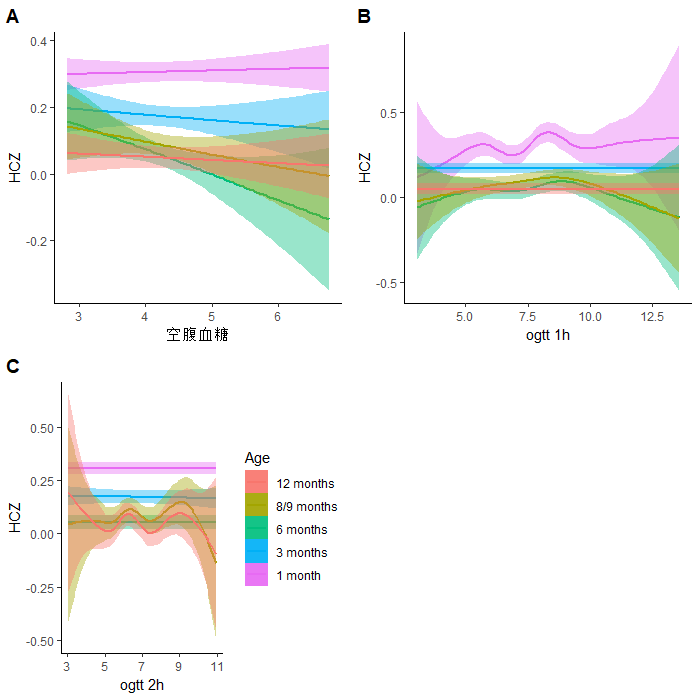 A
HCZ
0.4
0.2
0.0
-0.2
3 4 5 6
空腹血糖
B
HCZ
0.5
0.0
-0.5
5.0 7.5 10.0 12.5
ogtt 1h
C
HCZ
0.50
0.25
0.00
-0.25
-0.50
3 5 7 9 11
ogtt 2h
Age
12 months
8/9 months
6 months
3 months
1 month